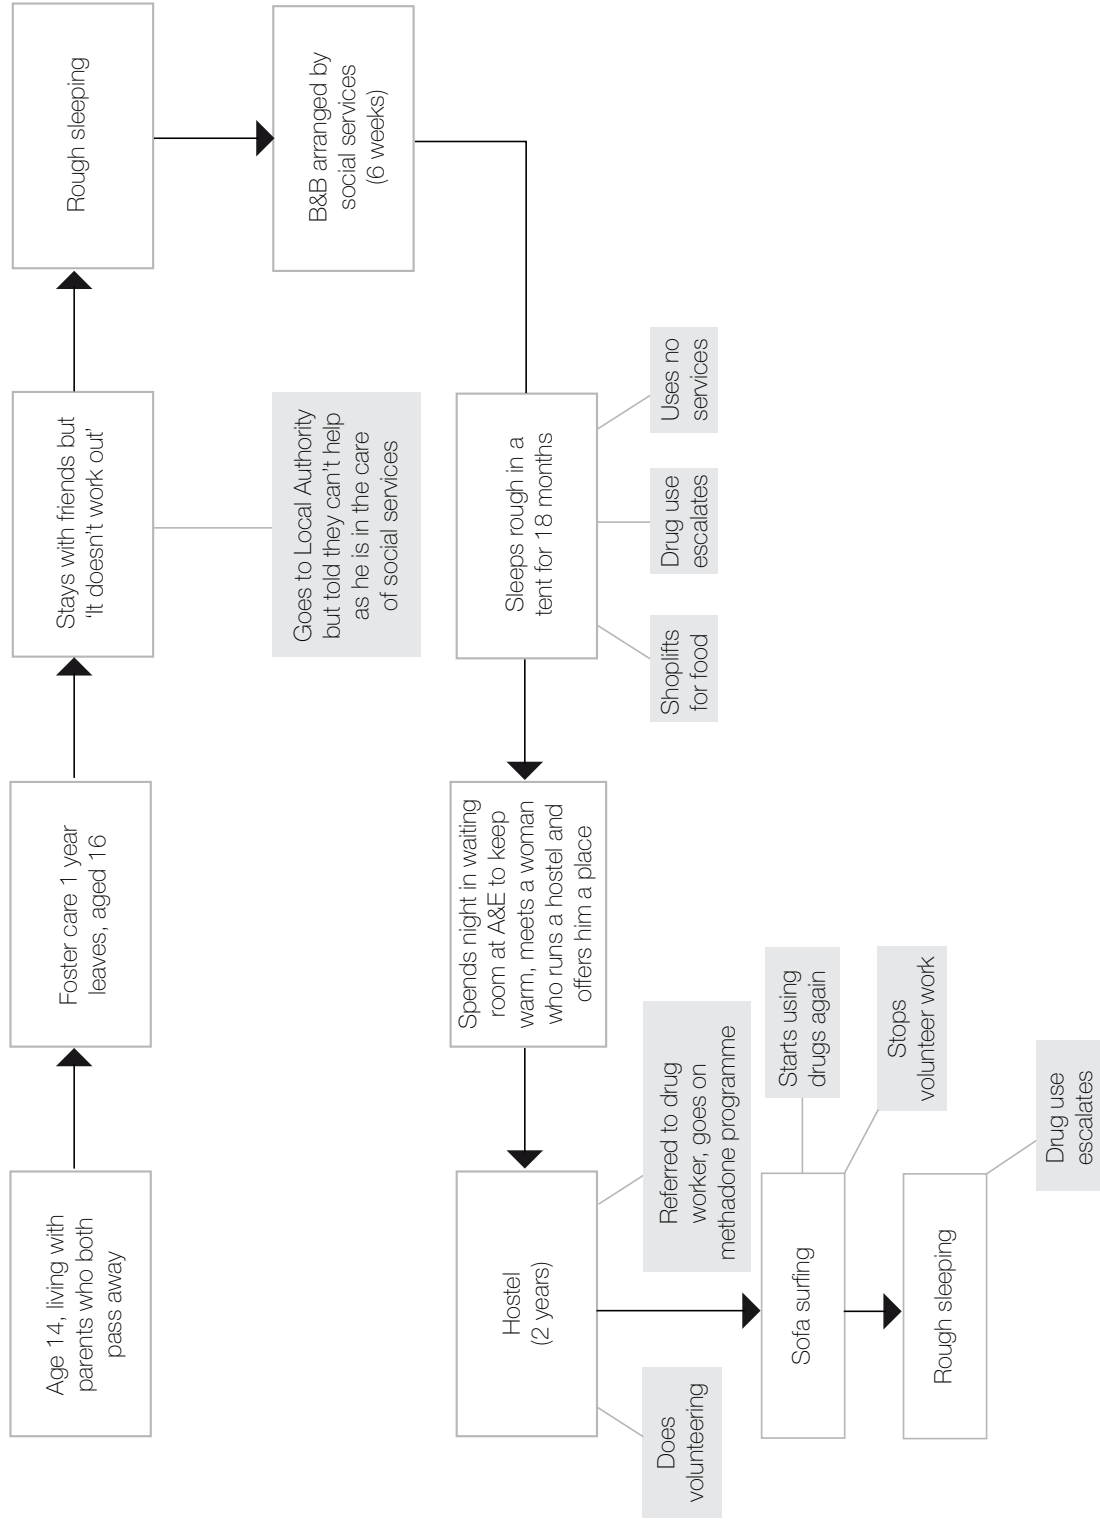 Age 14, living with
parents who both
pass away
Foster care 1 year
leaves, aged 16
Stays with friends but
‘It doesn’t work out’
Goes to Local Authority
but told they can’t help
as he is in the care
of social services
Rough sleeping
B&B arranged by
social services
(6 weeks)
Sleeps rough in a
tent for 18 months
Shoplifts
for food
Drug use
escalates
Uses no
services
Spends night in waiting
room at A&E to keep
warm, meets a woman
who runs a hostel and
offers him a place
Hostel
(2 years)
Does
volunteering
Referred to drug
worker, goes on
methadone programme
Sofa surfing
Starts using
drugs again
Stops
volunteer work
Rough sleeping
Drug use
escalates